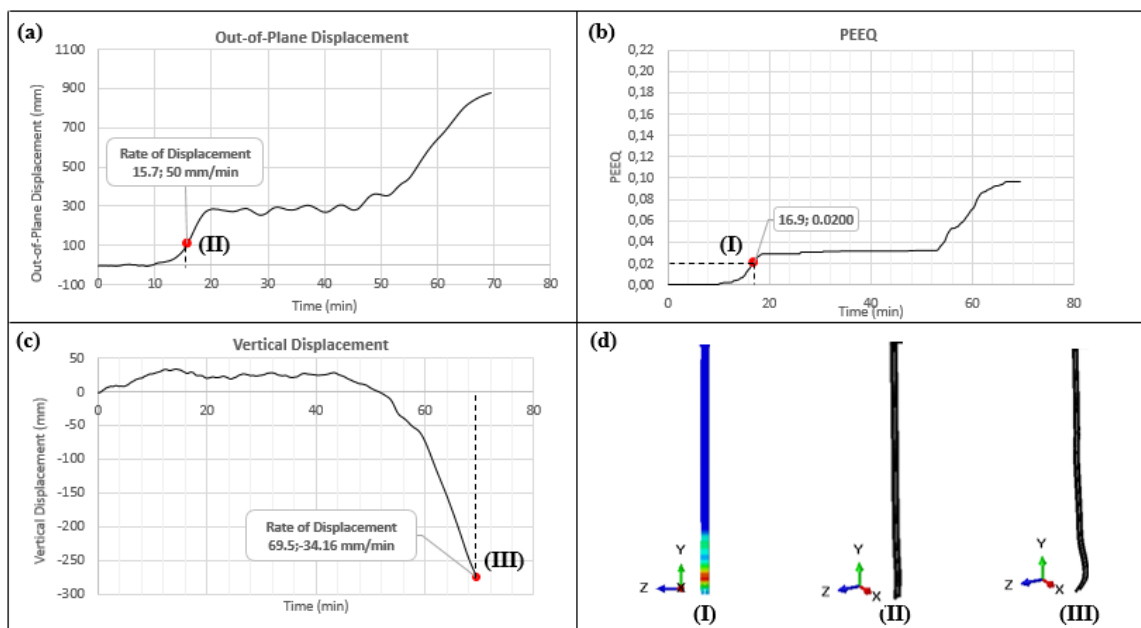 (a)
Out-of-Plane Displacement
Out-of-Plane Displacement (mm)
1100
900
700
500
300
100
-100
Rate of Displacement
15.7; 50 mm/min
(II)
0 10 20 30 40 50 60 70 80
Time (min)
(b)
PEEQ
PEEQ
0,22
0,20
0,18
0,16
0,14
0,12
0,10
0,08
0,06
0,04
0,02
0,00
16.9; 0.0200
(I)
0 20 40 60 80
Time (min)
(c)
Vertical Displacement
Vertical Displacement (mm)
50
0
-50
-100
-150
-200
-250
-300
0 20 40 60 80
Rate of Displacement
69.5;-34.16 mm/min
(III)
Time (min)
(d)
Y
Z X
(I)
Y
Z X
(II)
Y
Z X
(III)